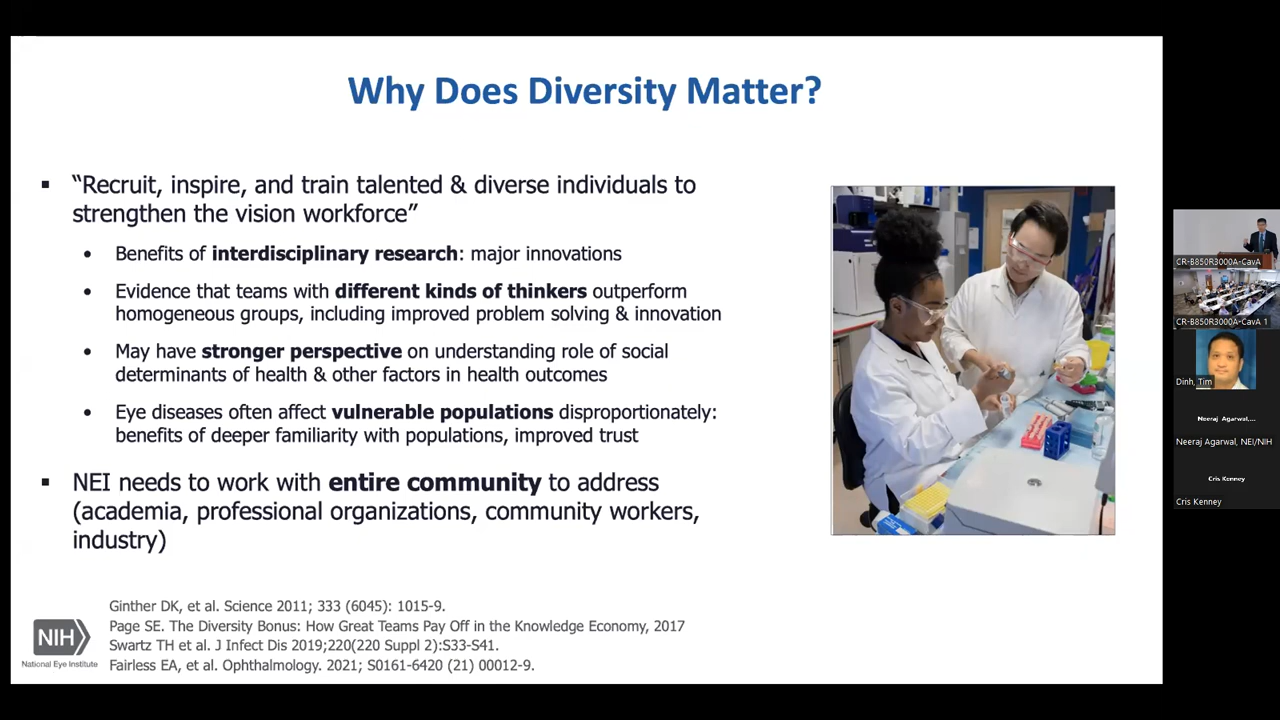 Why Does Diversity Matter?
▪ “Recruit, inspire, and train talented & diverse individuals to
strengthen the vision workforce”
• Benefits of interdisciplinary research: major innovations
• Evidence that teams with different kinds of thinkers outperform
homogeneous groups, including improved problem solving & innovation
• May have stronger perspective on understanding role of social
determinants of health & other factors in health outcomes
• Eye diseases often affect vulnerable populations disproportionately:
benefits of deeper familiarity with populations, improved trust
▪ NEI needs to work with entire community to address
(academia, professional organizations, community workers,
industry)
Ginther DK, et al. Science 2011; 333 (6045): 1015-9.
Page SE. The Diversity Bonus: How Great Teams Pay Off in the Knowledge Economy, 2017
Swartz TH et al. J Infect Dis 2019;220(220 Suppl 2):S33-S41.
Fairless EA, et al. Ophthalmology. 2021; S0161-6420 (21) 00012-9.
NIH
National Eye Institute
CR-B850R3000A-CavA
CR-B850R3000A-CavA 1
Dinh, Tim
Neeraj Agarwal,...
Neeraj Agarwal, NEI/NIH
Cris Kenney
Cris Kenney